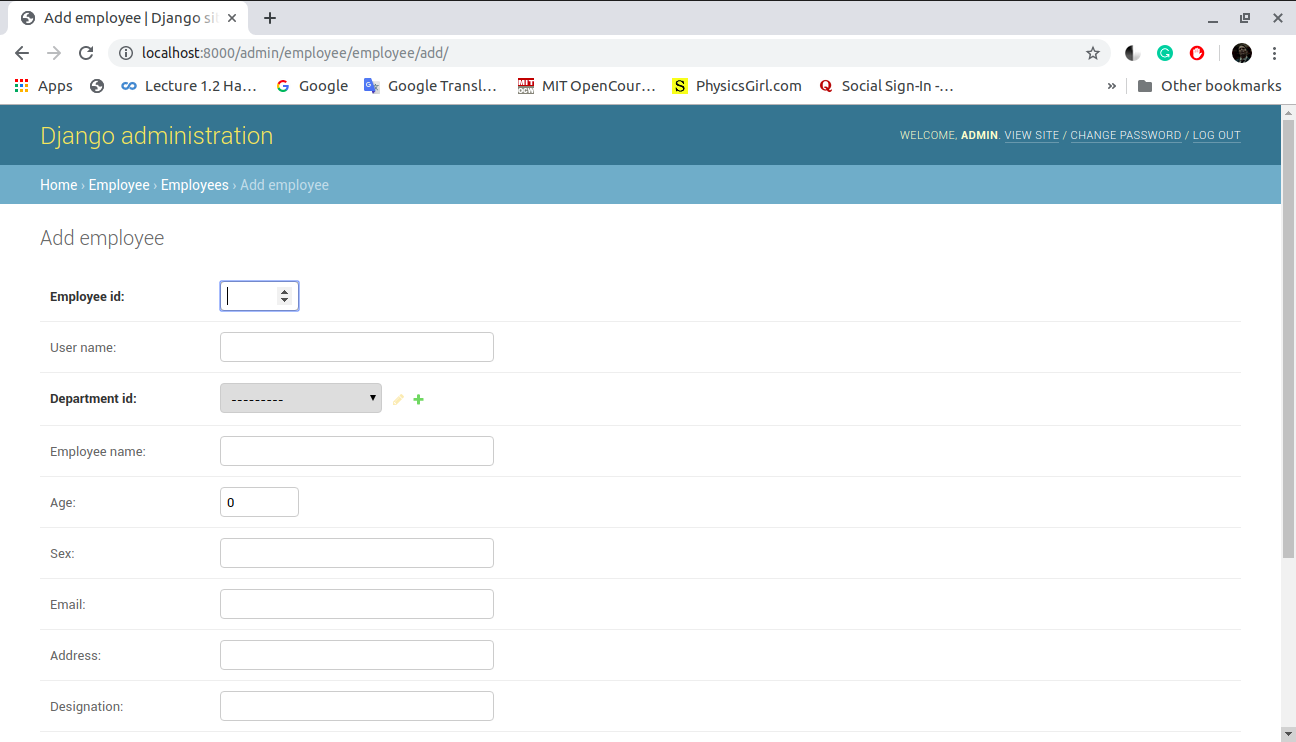 Add employee | Django si
localhost:8000/admin/employee/employee/add/
Apps Lecture 1.2 Ha... Google Google Transl... MIT OpenCour... S PhysicsGirl.com Q Social Sign-In -... » Other bookmarks
Django administration
WELCOME, ADMIN. VIEW SITE / CHANGE PASSWORD / LOG OUT
Home › Employee › Employees › Add employee
Add employee
Employee id:
User name:
Department id: ---------
Employee name:
Age: 0
Sex:
Email:
Address:
Designation: